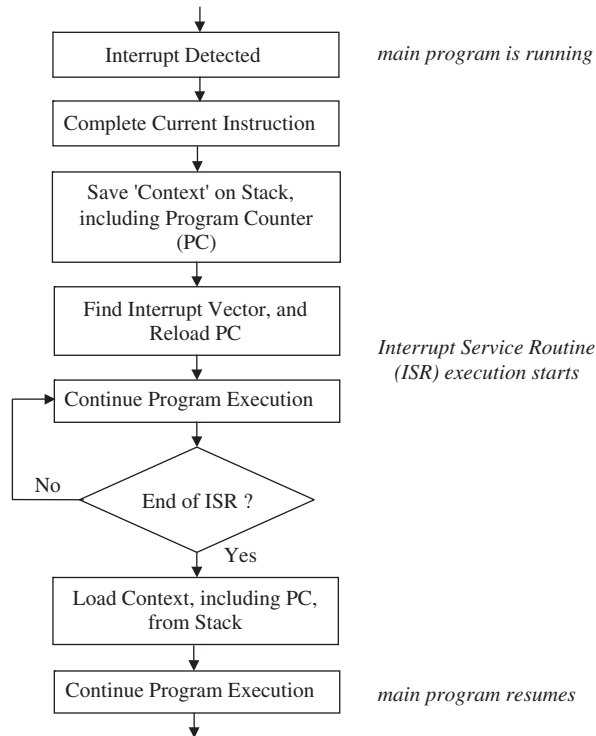 Interrupt Detected
main program is running
Complete Current Instruction
Save 'Context' on Stack,
including Program Counter
(PC)
Find Interrupt Vector, and
Reload PC
Interrupt Service Routine
(ISR) execution starts
Continue Program Execution
No
End of ISR ?
Yes
Load Context, including PC,
from Stack
Continue Program Execution
main program resumes